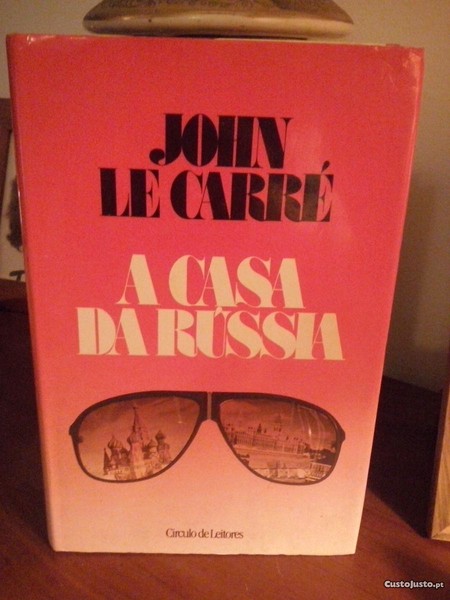 JOHN
LE CARRÉ
A CASA
DA RÚSSIA
Círculo de Leitores
CustoJusto.pt